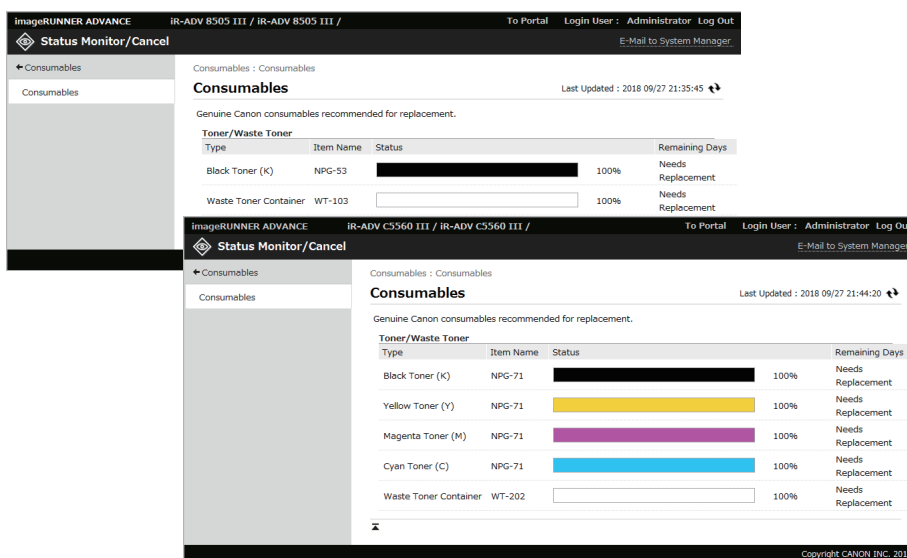 imageRUNNER ADVANCE iR-ADV 8505 III / iR-ADV 8505 III / To Portal Login User : Administrator Log Out
Status Monitor/Cancel E-Mail to System Manager
Consumables
Consumables
Consumables : Consumables
Consumables Last Updated : 2018 09/27 21:35:45
Genuine Canon consumables recommended for replacement.
Toner/Waste Toner
Type Item Name Status Remaining Days
Black Toner (K) NPG-53 100% Needs
Replacement
Waste Toner Container WT-103 100% Needs
Replacement
imageRUNNER ADVANCE iR-ADV C5560 III / iR-ADV C5560 III / To Portal Login User : Administrator Log Ou
Status Monitor/Cancel E-Mail to System Manager
Consumables
Consumables
Consumables : Consumables
Consumables Last Updated : 2018 09/27 21:44:20
Genuine Canon consumables recommended for replacement.
Toner/Waste Toner
Type Item Name Status Remaining Days
Black Toner (K) NPG-71 100% Needs
Replacement
Yellow Toner (Y) NPG-71 100% Needs
Replacement
Magenta Toner (M) NPG-71 100% Needs
Replacement
Cyan Toner (C) NPG-71 100% Needs
Replacement
Waste Toner Container WT-202 100% Needs
Replacement
Copyright CANON INC. 201